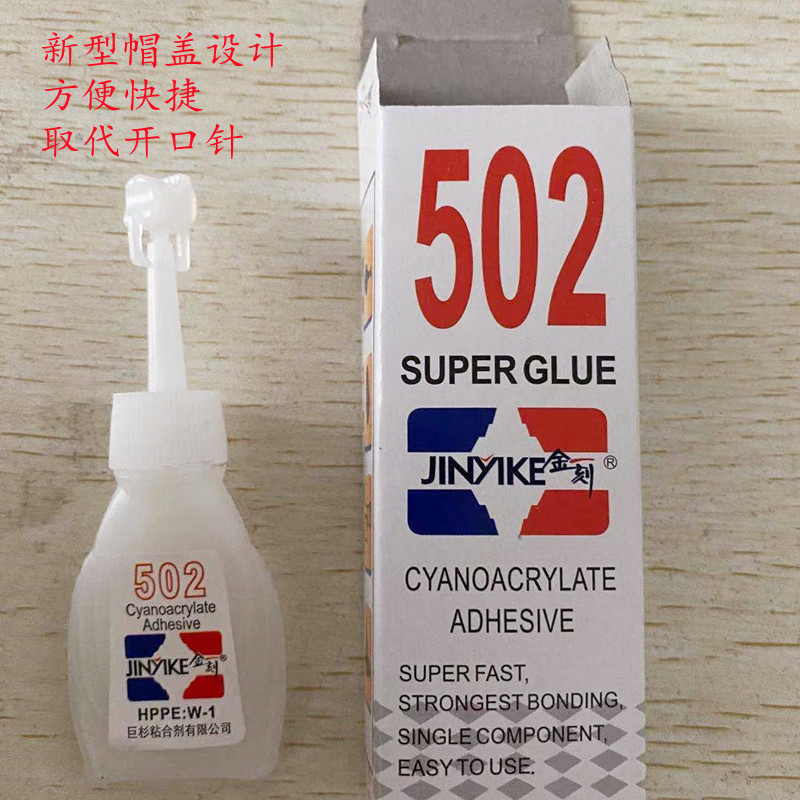 新型帽盖设计
方便快捷
取代开口针
502
SUPER GLUE
JINYIKE金刻®
CYANOACRYLATE
ADHESIVE
SUPER FAST,
STRONGEST BONDING,
SINGLE COMPONENT,
EASY TO USE.
502
Cyanoacrylate
Adhesive
JINYIKE金刻®
HPPE:W-1
巨杉粘合剂有限公司